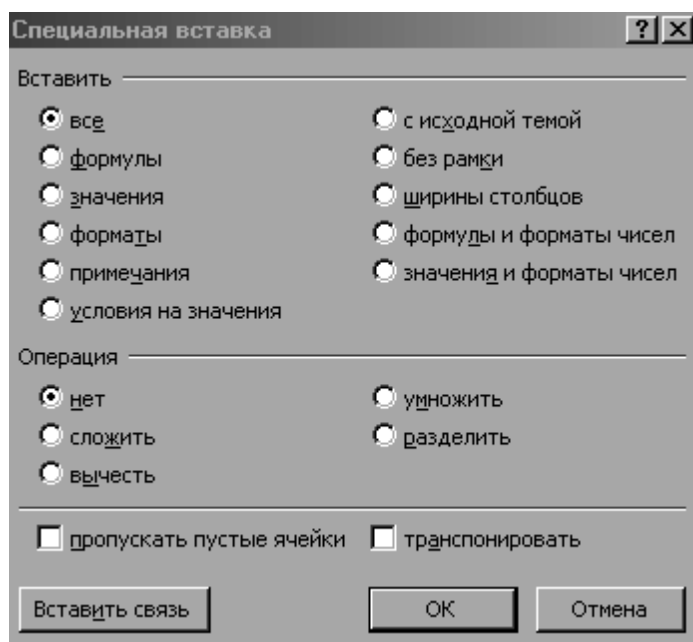 Специальная вставка
Вставить
все
с исходной темой
формулы
без рамки
значения
ширины столбцов
форматы
формулы и форматы чисел
примечания
значения и форматы чисел
условия на значения
Операция
нет
умножить
сложить
разделить
вычесть
пропускать пустые ячейки
транспонировать
Вставить связь
ОК
Отмена